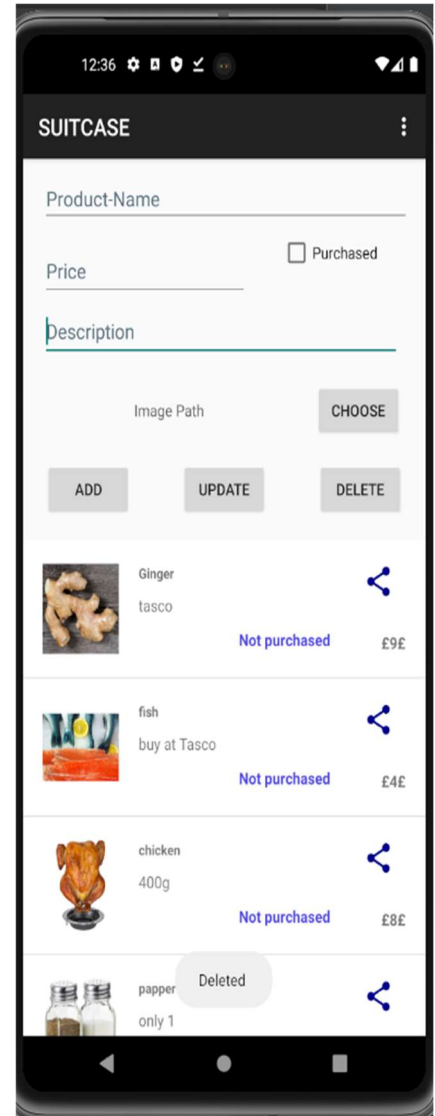 12:36
SUITCASE
Product-Name
Purchased
Price
Description
Image Path
CHOOSE
ADD
UPDATE
DELETE
Ginger
tasco
Not purchased
£9£
fish
buy at Tasco
Not purchased
£4£
chicken
400g
Not purchased
£8£
papper
Deleted
only 1